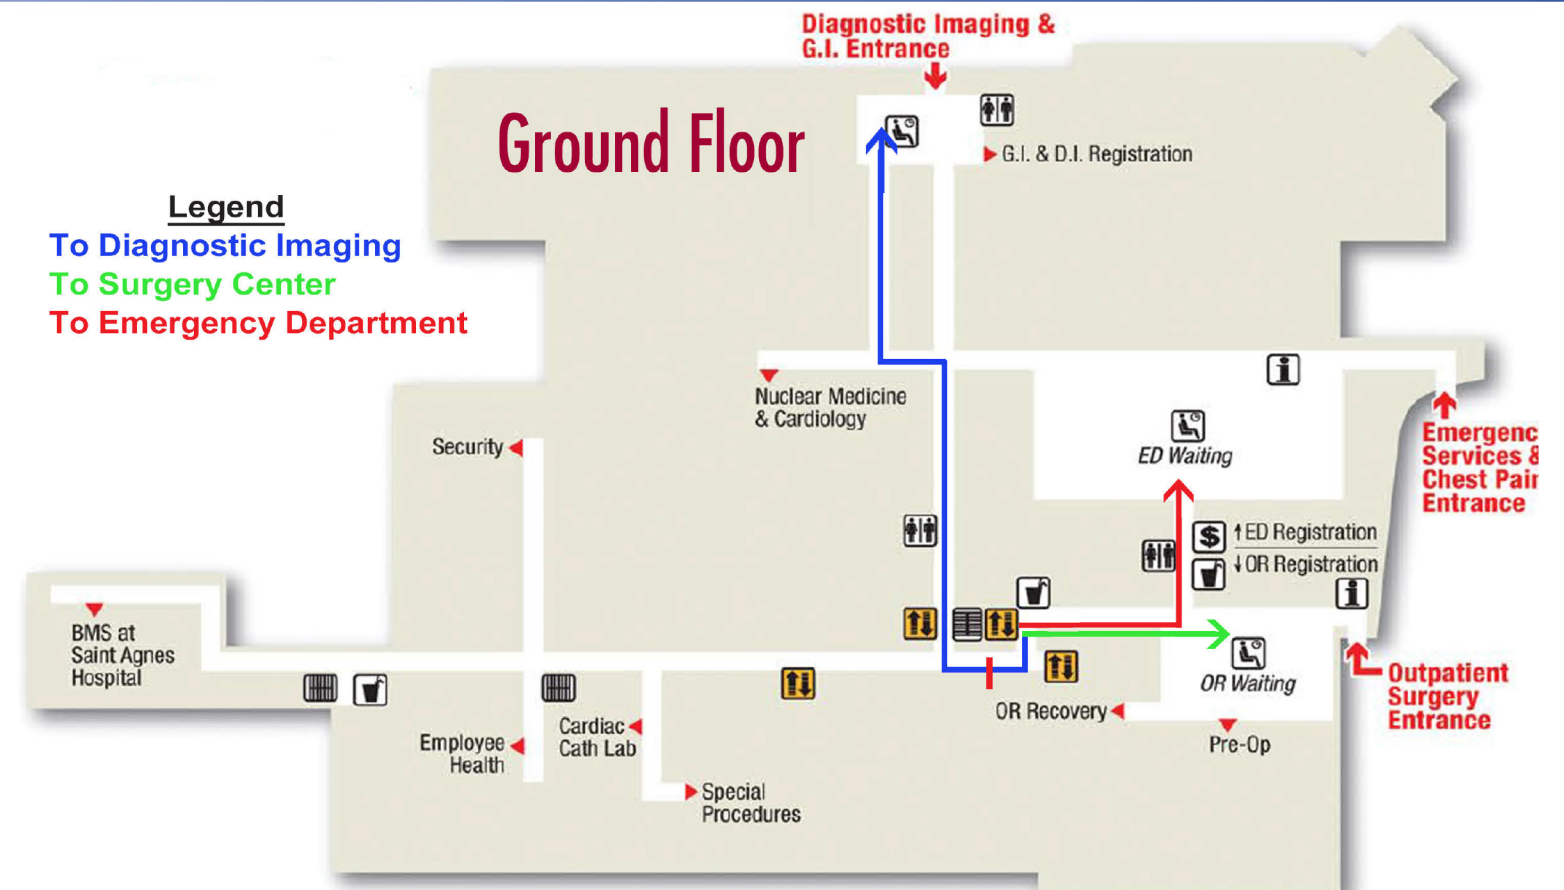 Diagnostic Imaging &
G.I. Entrance
Ground Floor
G.I. & D.I. Registration
Legend
To Diagnostic Imaging
To Surgery Center
To Emergency Department
Nuclear Medicine
& Cardiology
Security
ED Waiting
Emergenc
Services &
Chest Pain
Entrance
$
↑ED Registration
↓OR Registration
BMS at
Saint Agnes
Hospital
OR Waiting
Outpatient
Surgery
Entrance
OR Recovery
Pre-Op
Cardiac
Cath Lab
Employee
Health
Special
Procedures